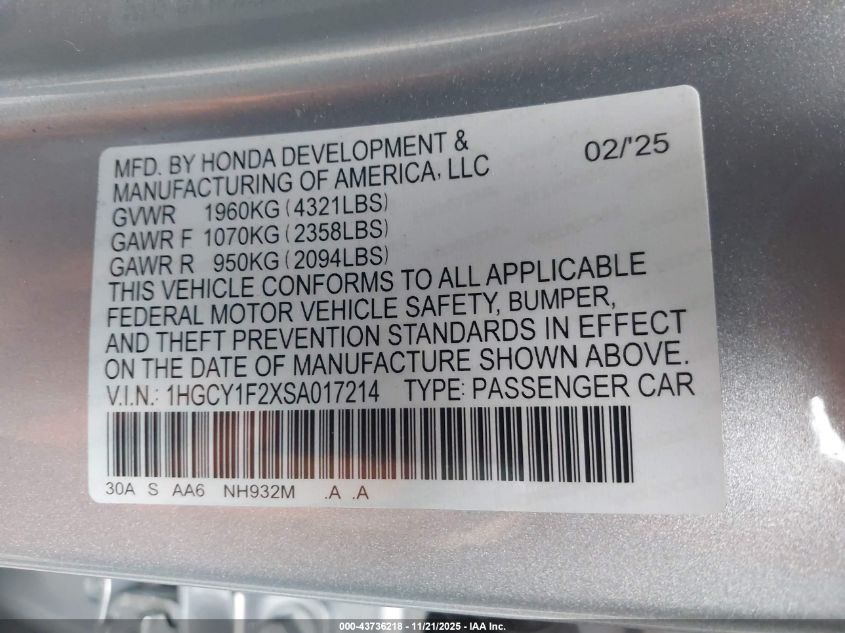 MFD. BY HONDA DEVELOPMENT & 02/'25
MANUFACTURING OF AMERICA, LLC
GVWR 1960KG (4321LBS)
GAWR F 1070KG (2358LBS)
GAWR R 950KG (2094LBS)
THIS VEHICLE CONFORMS TO ALL APPLICABLE
FEDERAL MOTOR VEHICLE SAFETY, BUMPER,
AND THEFT PREVENTION STANDARDS IN EFFECT
ON THE DATE OF MANUFACTURE SHOWN ABOVE.
V.I.N.: 1HGCY1F2XSA017214 TYPE: PASSENGER CAR
30A S AA6 NH932M .A .A
000-43736218 - 11/21/2025 - IAA Inc.